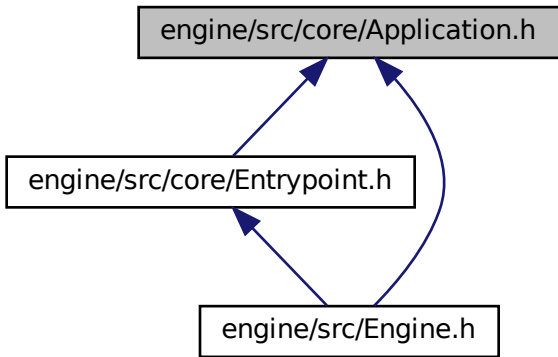 engine/src/core/Application.h
engine/src/core/Entrypoint.h
engine/src/Engine.h